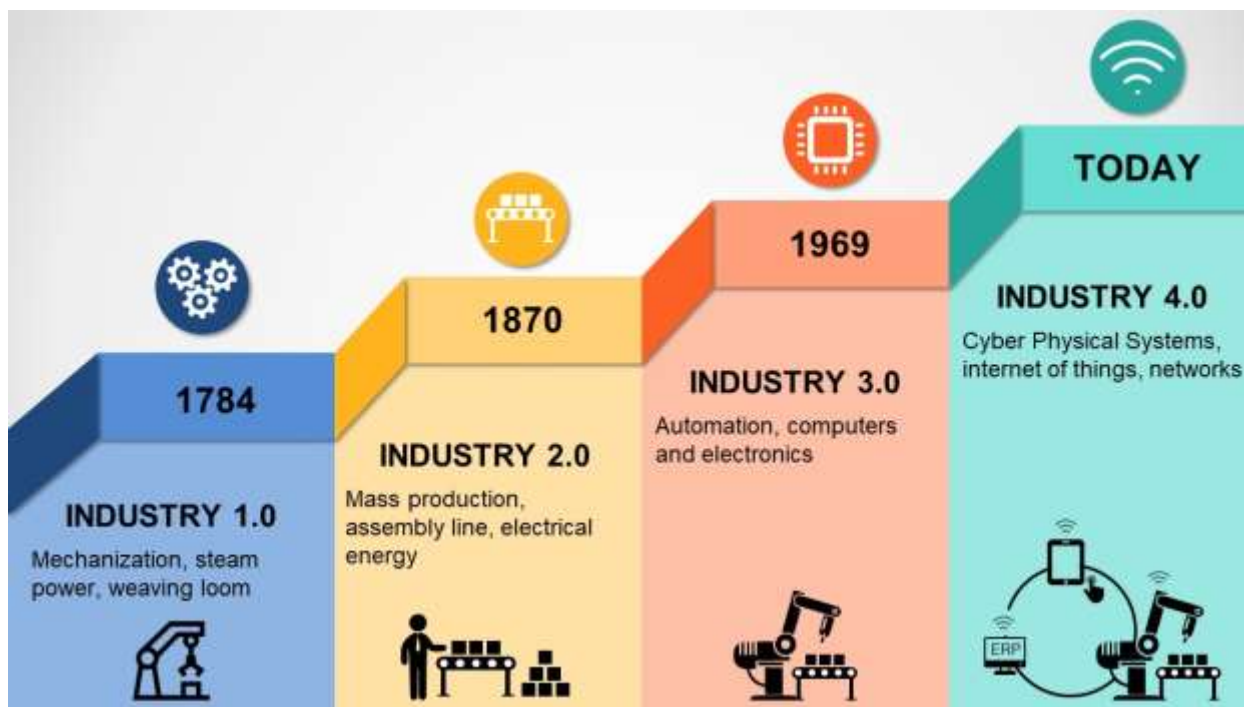 1784
INDUSTRY 1.0
Mechanization, steam
power, weaving loom
1870
INDUSTRY 2.0
Mass production,
assembly line, electrical
energy
1969
INDUSTRY 3.0
Automation, computers
and electronics
TODAY
INDUSTRY 4.0
Cyber Physical Systems,
internet of things, networks
ERP